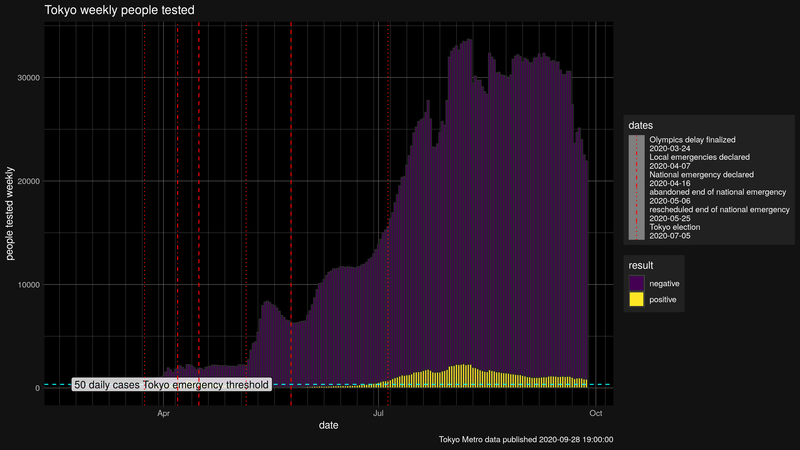 Tokyo weekly people tested
people tested weekly
30000
20000
10000
0
50 daily cases Tokyo emergency threshold
Apr
Jul
Oct
date
Tokyo Metro data published 2020-09-28 19:00:00
dates
Olympics delay finalized
2020-03-24
Local emergencies declared
2020-04-07
National emergency declared
2020-04-16
abandoned end of national emergency
2020-05-06
rescheduled end of national emergency
2020-05-25
Tokyo election
2020-07-05
result
negative
positive